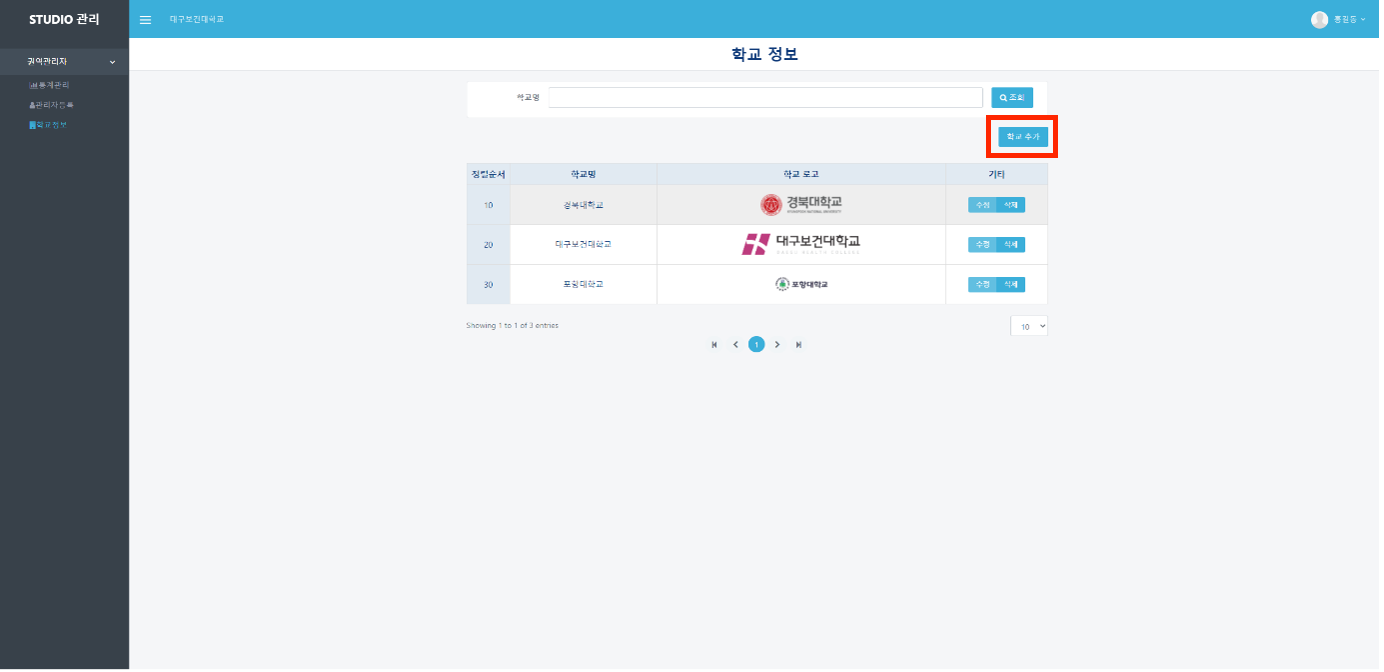 STUDIO 관리
대구보건대학교
홍길동
권역관리자
통계관리
관리자등록
학교정보
학교 정보
학교명
조회
학교 추가
정렬순서 학교명 학교 로고 기타
10 경북대학교 경북대학교 수정 삭제
KYUNGPOOK NATIONAL UNIVERSITY
20 대구보건대학교 대구보건대학교 수정 삭제
DAEGU HEALTH COLLEGE
30 포항대학교 포항대학교 수정 삭제
Showing 1 to 1 of 3 entries
10
1